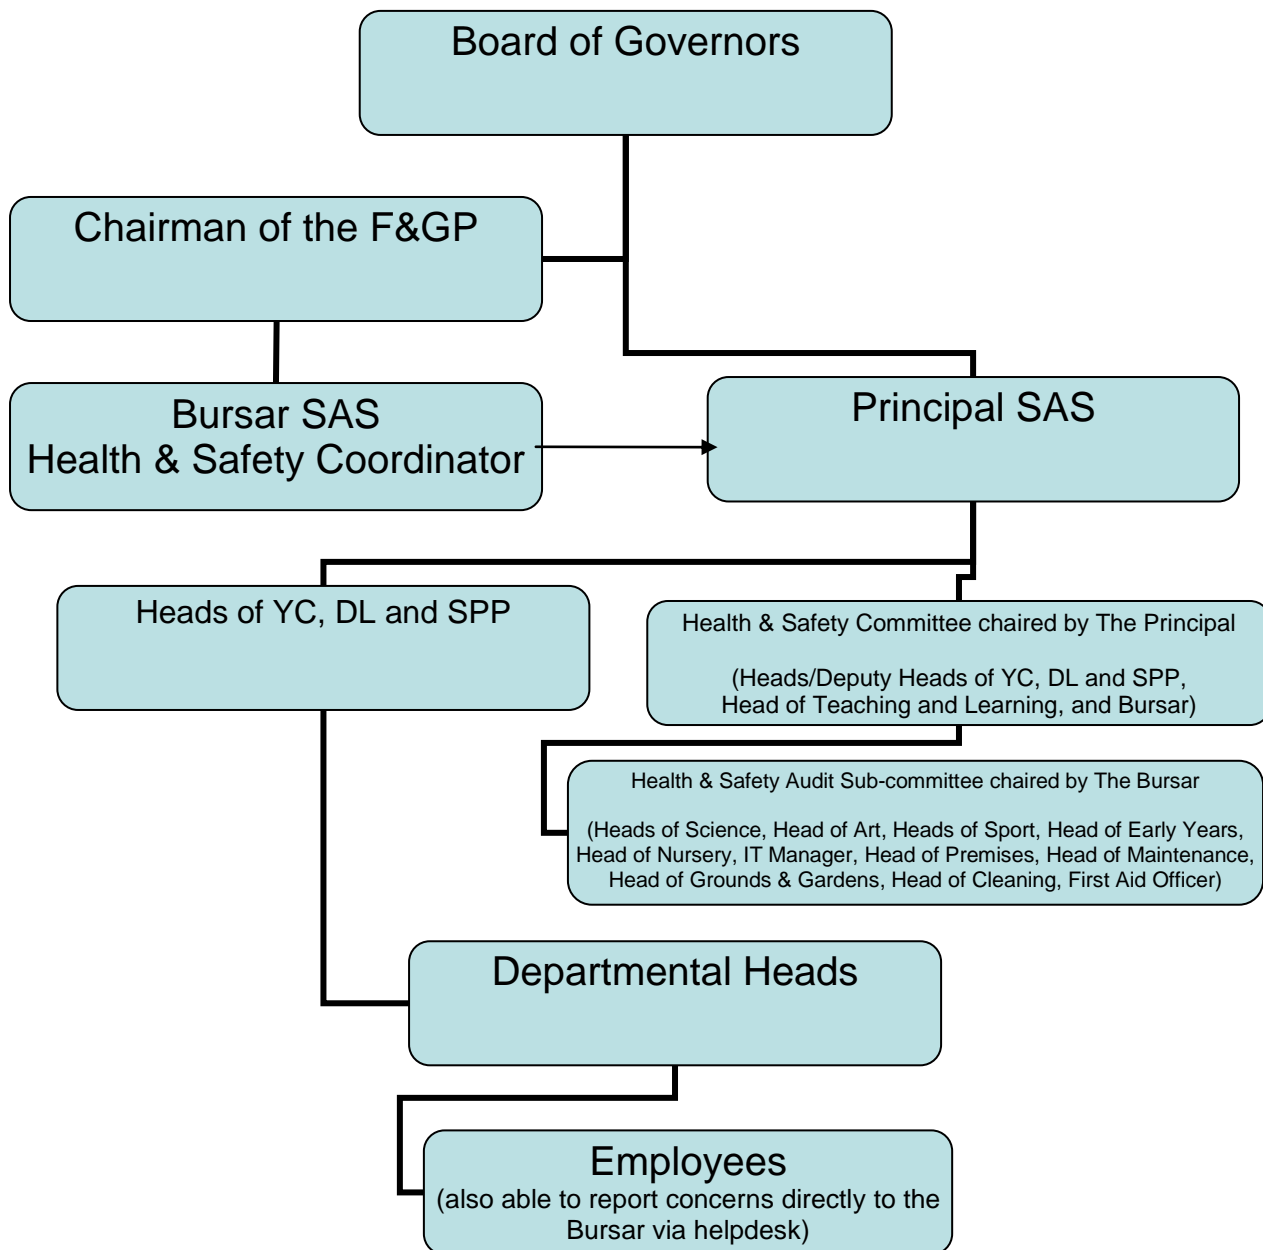 Board of Governors
Chairman of the F&GP
Bursar SAS
Health & Safety Coordinator
Principal SAS
Heads of YC, DL and SPP
Health & Safety Committee chaired by The Principal
(Heads/Deputy Heads of YC, DL and SPP,
Head of Teaching and Learning, and Bursar)
Health & Safety Audit Sub-committee chaired by The Bursar
(Heads of Science, Head of Art, Heads of Sport, Head of Early Years,
Head of Nursery, IT Manager, Head of Premises, Head of Maintenance,
Head of Grounds & Gardens, Head of Cleaning, First Aid Officer)
Departmental Heads
Employees
(also able to report concerns directly to the
Bursar via helpdesk)